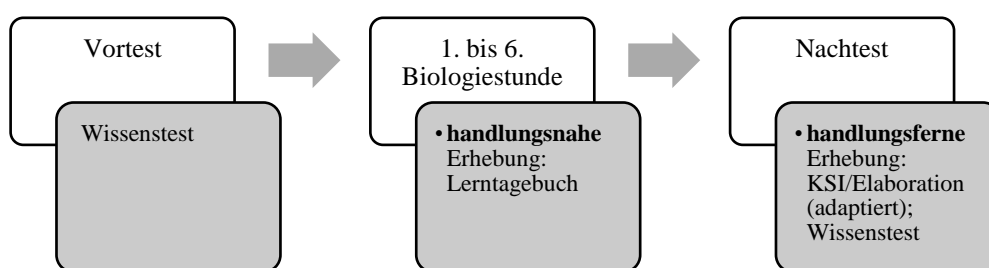 Vortest
Wissenstest
1. bis 6.
Biologiestunde
• handlungsnahe
Erhebung:
Lerntagebuch
Nachtest
• handlungsferne
Erhebung:
KSI/Elaboration
(adaptiert);
Wissenstest